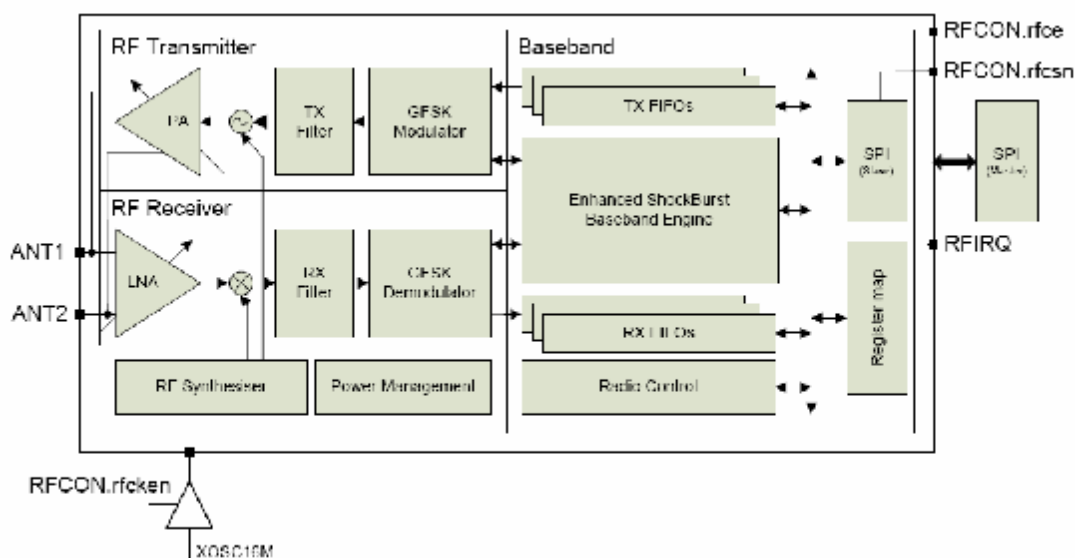 RF Transmitter
Baseband
RFCON.rfce
RFCON.rfcsn
PA
TX
Filter
GFSK
Modulator
TX FIFOs
SPI
(Slave)
SPI
(Master)
Enhanced ShockBurst
Baseband Engine
RF Receiver
RFIRQ
ANT1
LNA
RX
Filter
GFSK
Demodulator
ANT2
RX FIFOs
Register map
RF Synthesiser
Power Management
Radio Control
RFCON.rfcken
XOSC16M